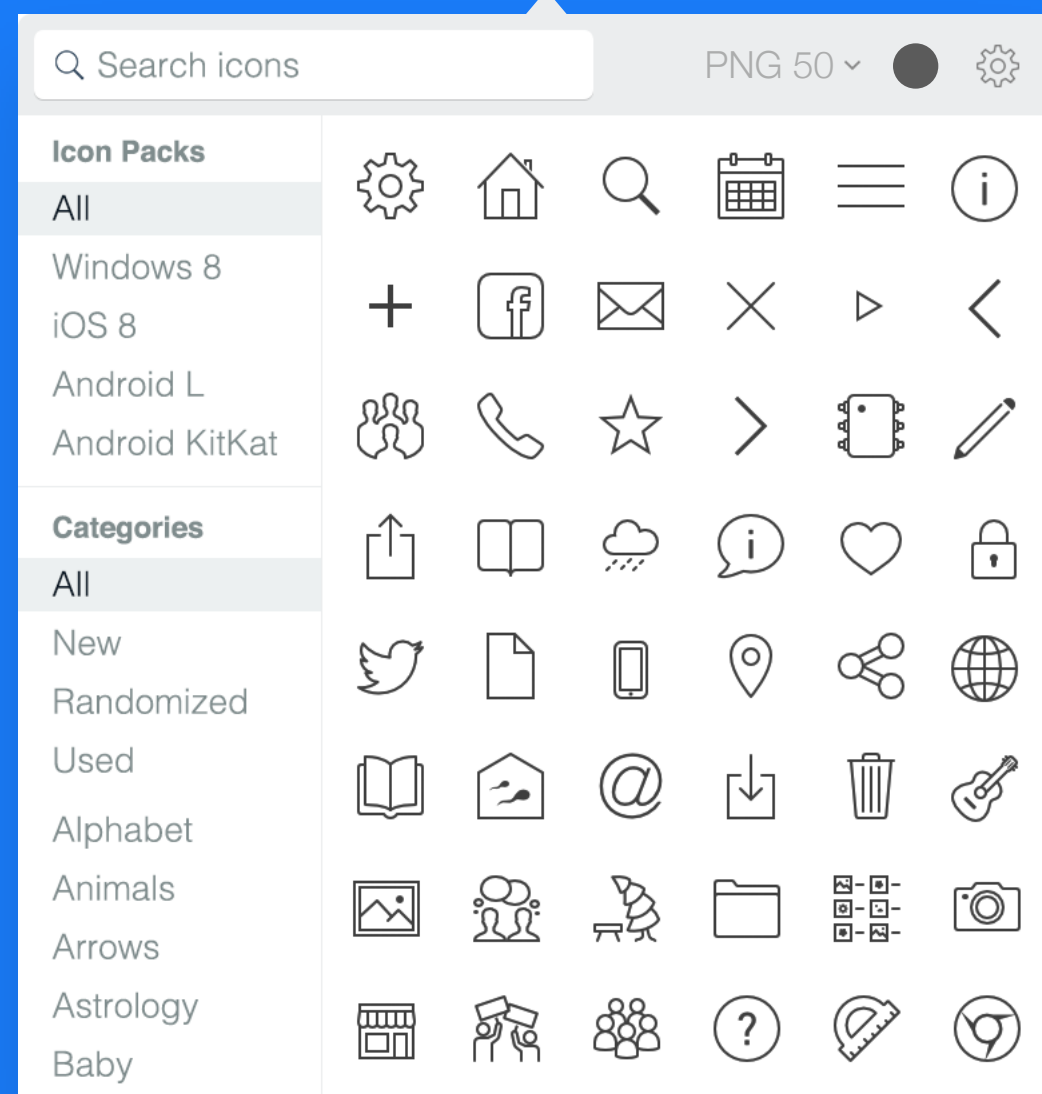 Search icons
PNG 50
Icon Packs
All
Windows 8
iOS 8
Android L
Android KitKat
Categories
All
New
Randomized
Used
Alphabet
Animals
Arrows
Astrology
Baby